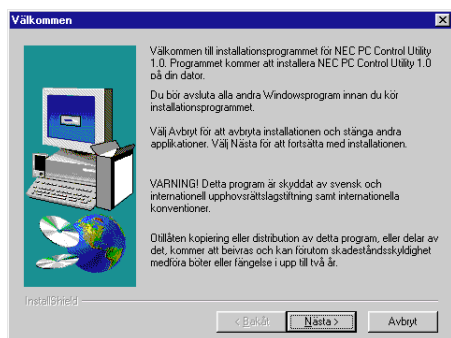 Välkommen
Välkommen till installationsprogrammet för NEC PC Control Utility
1.0. Programmet kommer att installera NEC PC Control Utility 1.0
på din dator.
Du bör avsluta alla andra Windowsprogram innan du kör
installationsprogrammet.
Välj Avbryt för att avbryta installationen och stänga andra
applikationer. Välj Nästa för att fortsätta med installationen.
VARNING! Detta program är skyddat av svensk och
internationell upphovsrättslagstiftning samt internationella
konventioner.
Otillåten kopiering eller distribution av detta program, eller delar av
det, kommer att beivras och kan förutom skadeståndsskyldighet
medföra böter eller fängelse i upp till två år.
InstallShield
< Bakåt
Nästa >
Avbryt